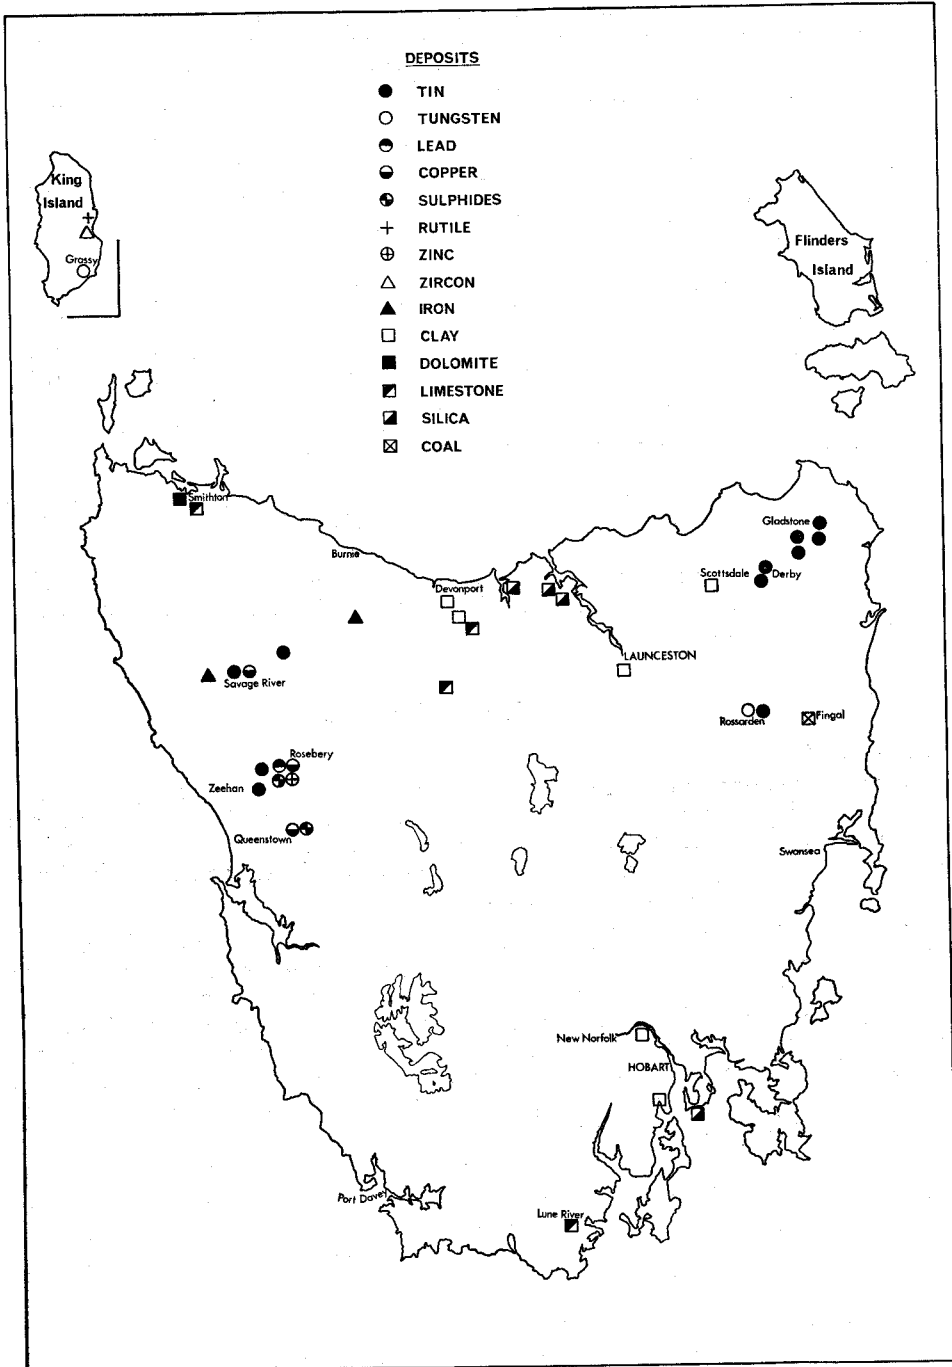 DEPOSITS
TIN
TUNGSTEN
LEAD
COPPER
SULPHIDES
RUTILE
ZINC
ZIRCON
IRON
CLAY
DOLOMITE
LIMESTONE
SILICA
COAL
King
Island
Grassy
Flinders
Island
Smithton
Burnie
Devonport
Gladstone
Scottsdale
Derby
LAUNCESTON
Savage River
Rossarden
Fingal
Rosebery
Zeehan
Queenstown
Swansea
New Norfolk
HOBART
Port Davey
Lune River